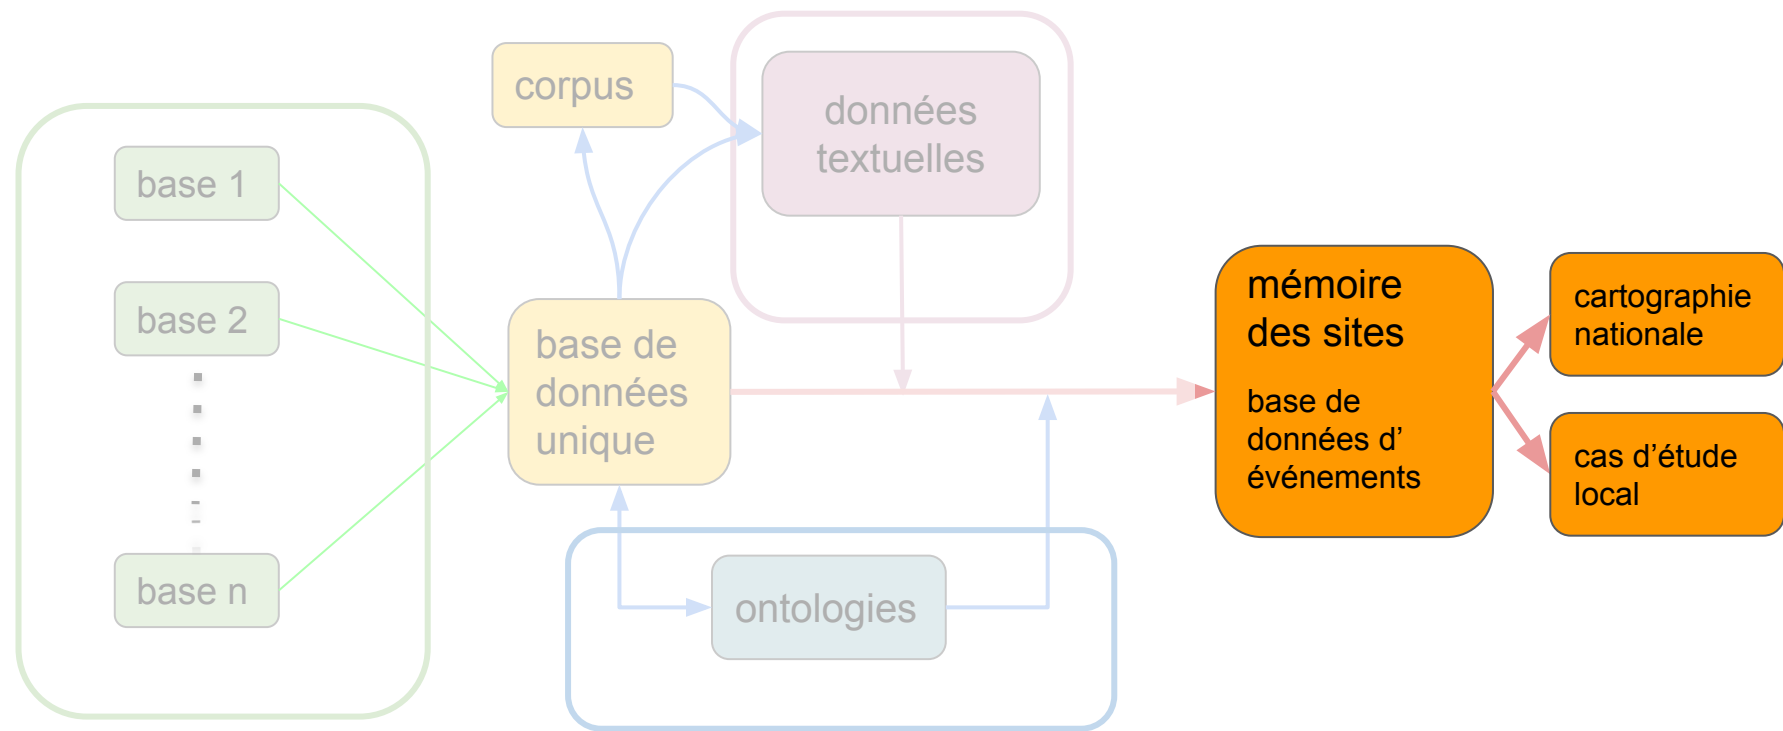 corpus
données
textuelles
base 1
base 2
base n
base de
données
unique
ontologies
mémoire
des sites
base de
données d’
événements
cartographie
nationale
cas d’étude
local